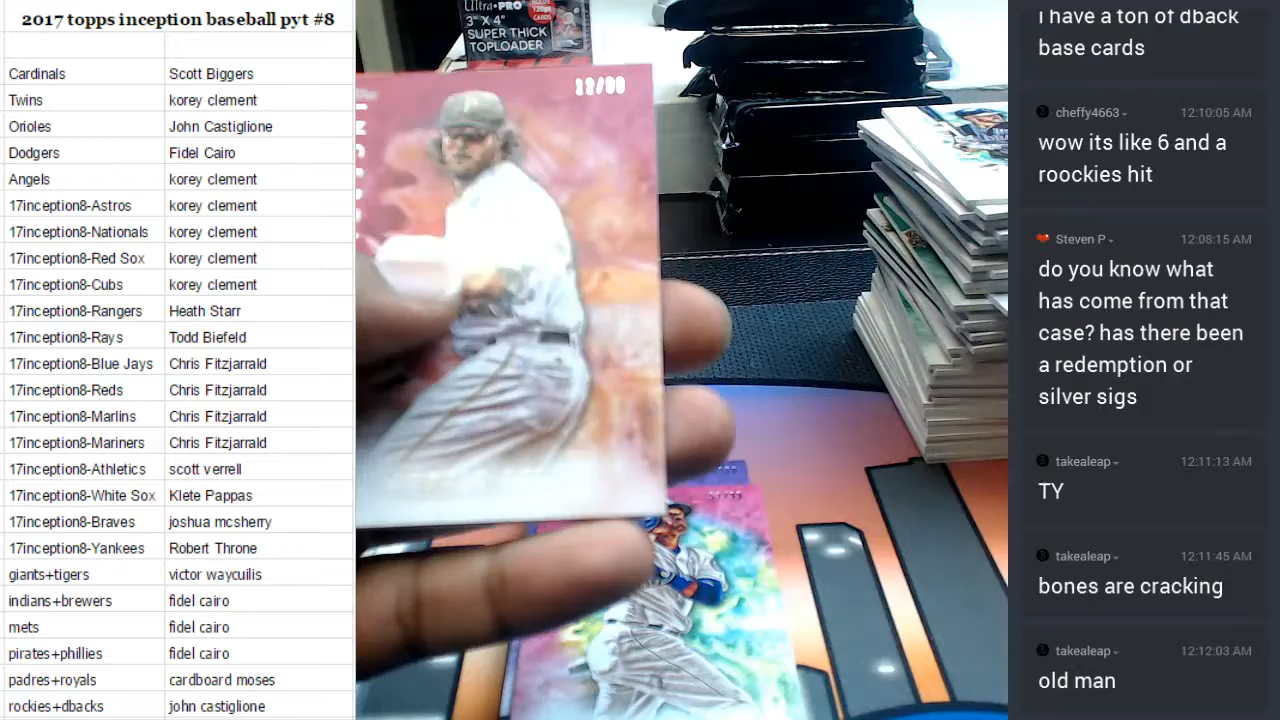 2017 topps inception baseball pyt #8
Cardinals Scott Biggers
Twins korey clement
Orioles John Castiglione
Dodgers Fidel Cairo
Angels korey clement
17inception8-Astros korey clement
17inception8-Nationals korey clement
17inception8-Red Sox korey clement
17inception8-Cubs korey clement
17inception8-Rangers Heath Starr
17inception8-Rays Todd Biefeld
17inception8-Blue Jays Chris Fitzjarrald
17inception8-Reds Chris Fitzjarrald
17inception8-Marlins Chris Fitzjarrald
17inception8-Mariners Chris Fitzjarrald
17inception8-Athletics scott verrell
17inception8-White Sox Klete Pappas
17inception8-Braves joshua mcsherry
17inception8-Yankees Robert Throne
giants+tigers victor waycuilis
indians+brewers fidel cairo
mets fidel cairo
pirates+phillies fidel cairo
padres+royals cardboard moses
rockies+dbacks john castiglione
Ultra•PRO
3" X 4"
SUPER THICK
TOPLOADER
HOLDS
120pt
CARDS
i have a ton of dback
base cards
cheffy4663 12:10:05 AM
wow its like 6 and a
roockies hit
Steven P 12:08:15 AM
do you know what
has come from that
case? has there been
a redemption or
silver sigs
takealeap 12:11:13 AM
TY
takealeap 12:11:45 AM
bones are cracking
takealeap 12:12:03 AM
old man